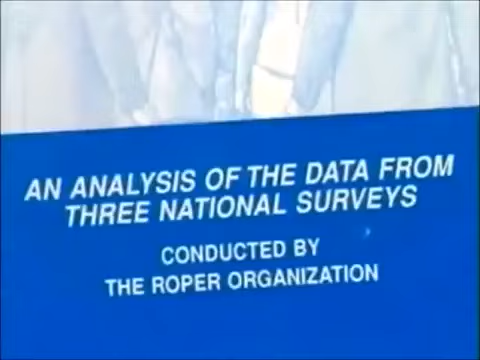 AN ANALYSIS OF THE DATA FROM
THREE NATIONAL SURVEYS
CONDUCTED BY
THE ROPER ORGANIZATION